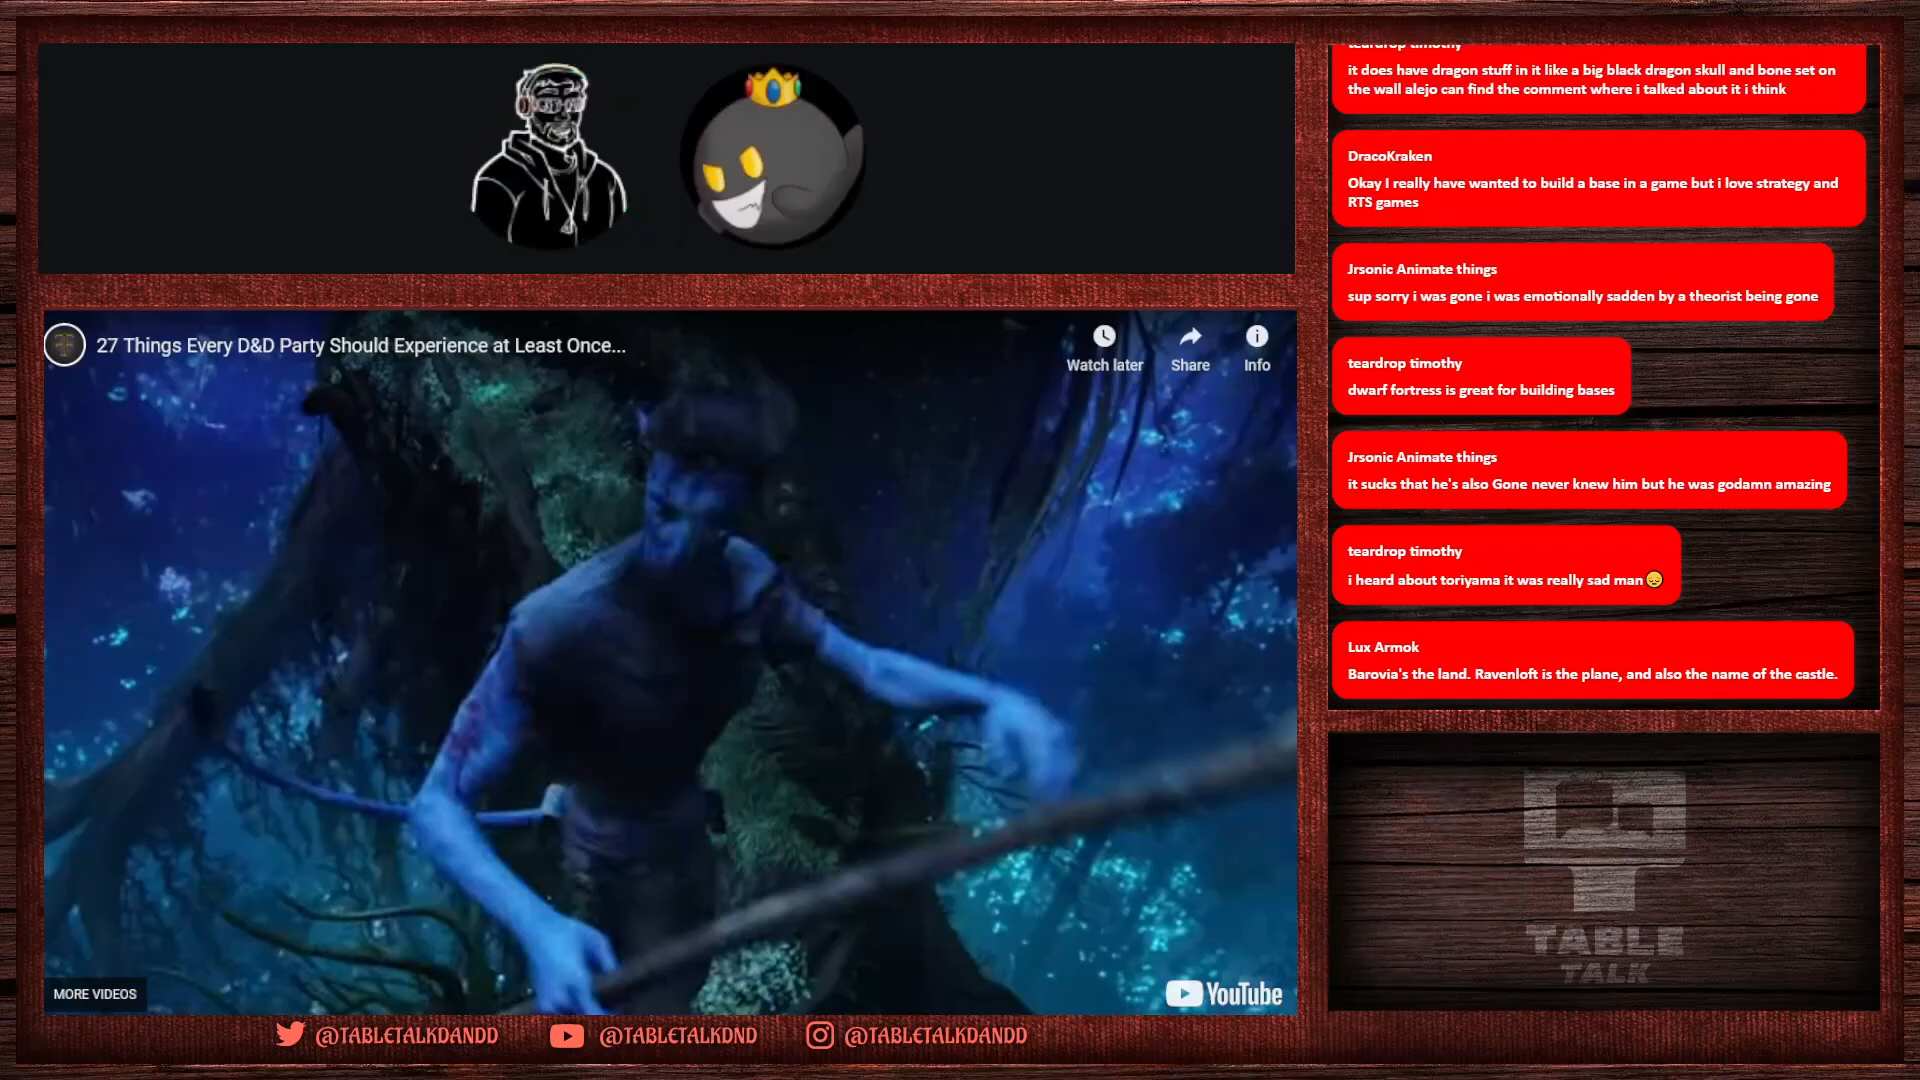 27 Things Every D&D Party Should Experience at Least Once...
Watch later
Share
Info
MORE VIDEOS
YouTube
@TABLETALKDANDD
@TABLETALKDND
@TABLETALKDANDD
teardrop timothy
it does have dragon stuff in it like a big black dragon skull and bone set on
the wall alejo can find the comment where i talked about it i think
DracoKraken
Okay I really have wanted to build a base in a game but i love strategy and
RTS games
Jrsonic Animate things
sup sorry i was gone i was emotionally sadden by a theorist being gone
teardrop timothy
dwarf fortress is great for building bases
Jrsonic Animate things
it sucks that he's also Gone never knew him but he was godamn amazing
teardrop timothy
i heard about toriyama it was really sad man😔
Lux Armok
Barovia's the land. Ravenloft is the plane, and also the name of the castle.
TABLE
TALK